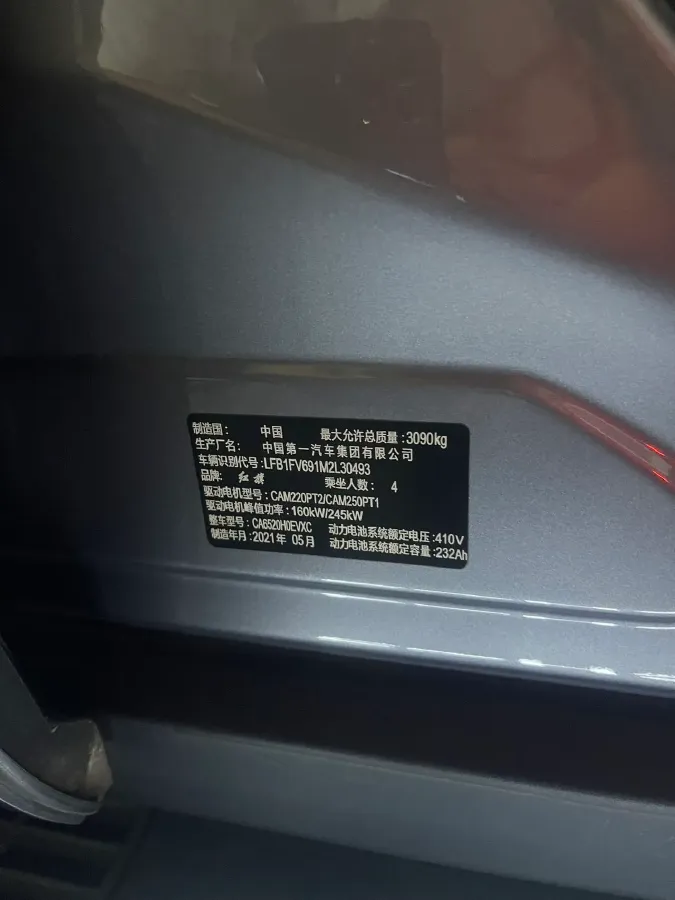 制造国: 中国 最大允许总质量:3090kg
生产厂名: 中国第一汽车集团有限公司
车辆识别代号:LFB1FV691M2L30493
品牌: 红旗 乘坐人数: 4
驱动电机型号:CAM220PT2/CAM250PT1
驱动电机峰值功率:160kW/245kW
整车型号:CA6520H0EVXC 动力电池系统额定电压:410V
制造年月:2021年 05月 动力电池系统额定容量:232Ah